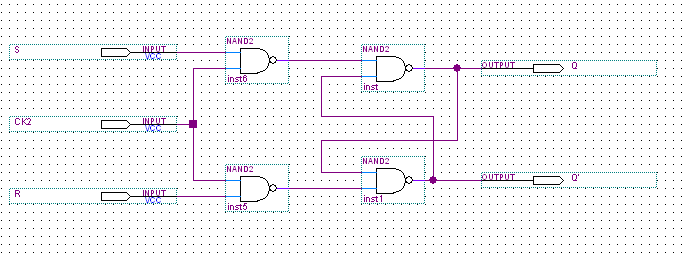 NAND2
NAND2
S
INPUT
VCC
inst6
OUTPUT
Q
inst
CK2
INPUT
VCC
NAND2
NAND2
OUTPUT
Q'
R
INPUT
VCC
inst5
inst1